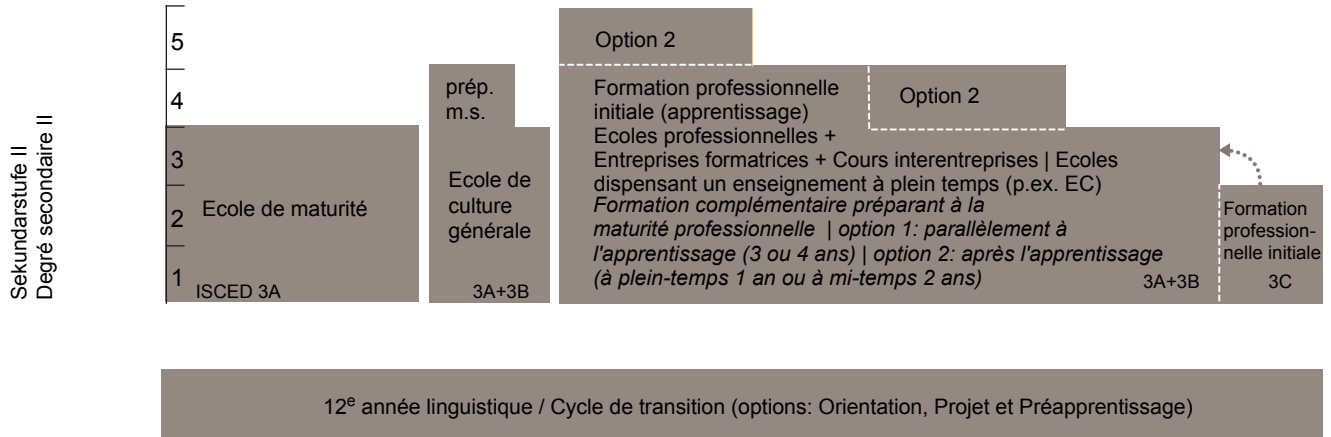 Sekundarstufe II
Degré secondaire II
5
4
3
2
1
Ecole de maturité
ISCED 3A
prép.
m.s.
Ecole de
culture
générale
3A+3B
Option 2
Formation professionnelle
initiale (apprentissage)
Ecoles professionnelles +
Entreprises formatrices + Cours interentreprises | Ecoles
dispensant un enseignement à plein temps (p.ex. EC)
Formation complémentaire préparant à la
maturité professionnelle | option 1: parallèlement à
l'apprentissage (3 ou 4 ans) | option 2: après l'apprentissage
(à plein-temps 1 an ou à mi-temps 2 ans)
3A+3B
Option 2
Formation
profession-
nelle initiale
3C
12e année linguistique / Cycle de transition (options: Orientation, Projet et Préapprentissage)